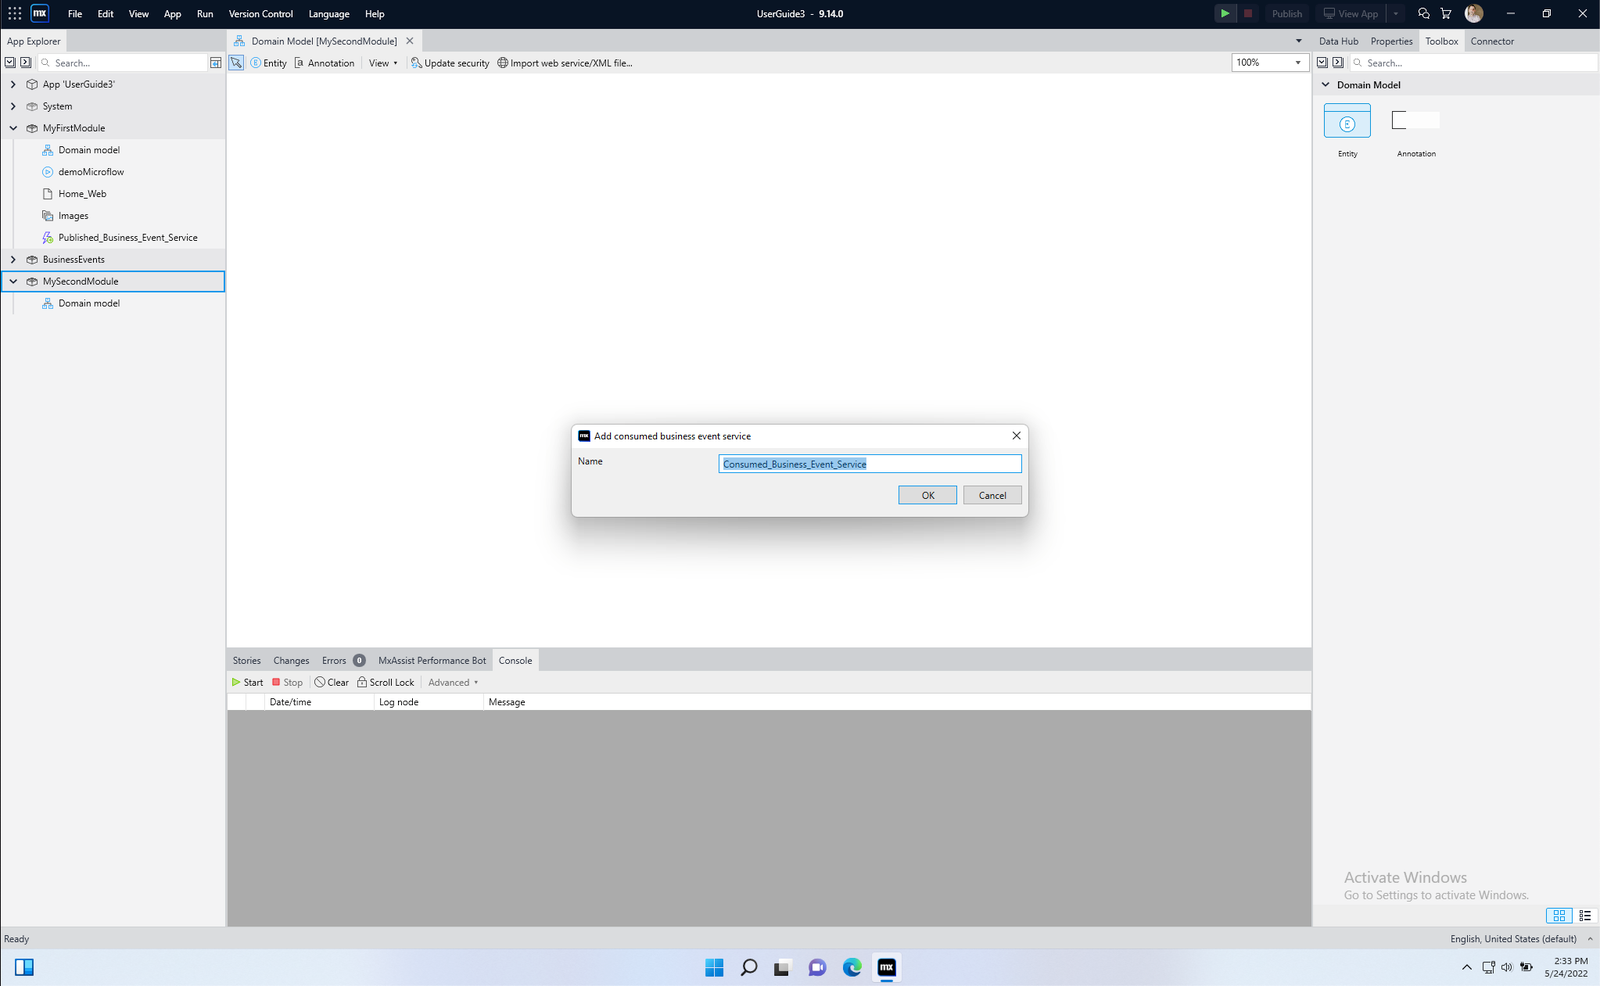 mx File Edit View App Run Version Control Language Help UserGuide3 - 9.14.0 Publish View App
App Explorer Domain Model [MySecondModule] Data Hub Properties Toolbox Connector
Search... Entity Annotation View Update security Import web service/XML file... 100% Search...
App 'UserGuide3'
System
MyFirstModule
Domain model
demoMicroflow
Home_Web
Images
Published_Business_Event_Service
BusinessEvents
MySecondModule
Domain model
Domain Model
E
Entity Annotation
mx Add consumed business event service
Name Consumed_Business_Event_Service
OK Cancel
Stories Changes Errors 0 MxAssist Performance Bot Console
Start Stop Clear Scroll Lock Advanced
Date/time Log node Message
Activate Windows
Go to Settings to activate Windows.
Ready English, United States (default)
mx 2:33 PM
5/24/2022